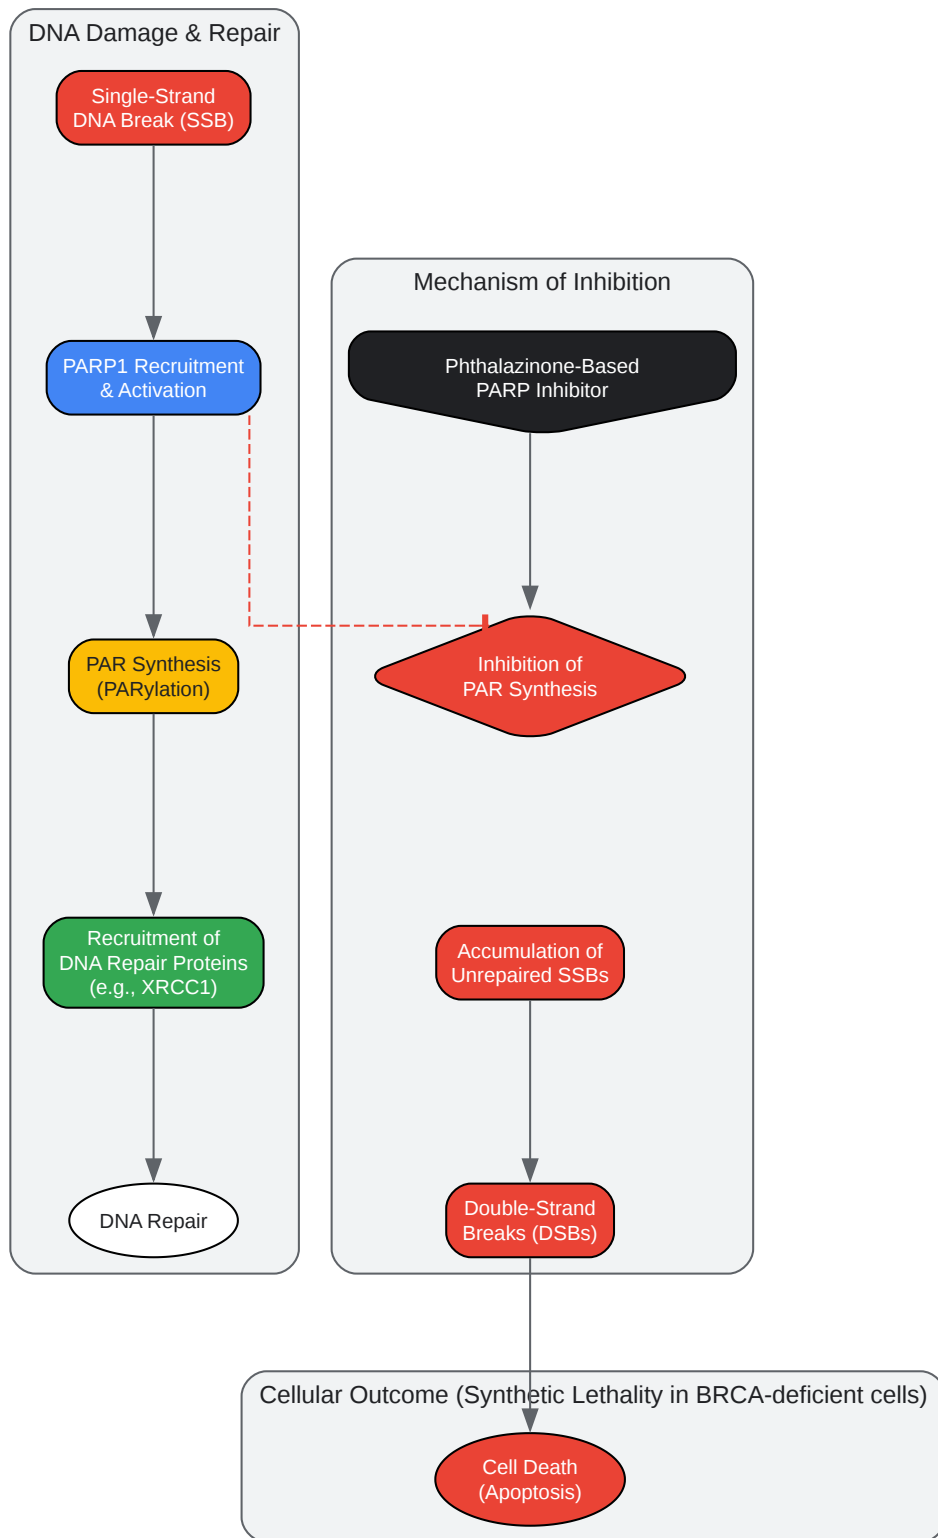 DNA Damage & Repair
Single-Strand
DNA Break (SSB)
PARP1 Recruitment
& Activation
PAR Synthesis
(PARylation)
Recruitment of
DNA Repair Proteins
(e.g., XRCC1)
DNA Repair
Mechanism of Inhibition
Phthalazinone-Based
PARP Inhibitor
Inhibition of
PAR Synthesis
Accumulation of
Unrepaired SSBs
Double-Strand
Breaks (DSBs)
Cellular Outcome (Synthetic Lethality in BRCA-deficient cells)
Cell Death
(Apoptosis)